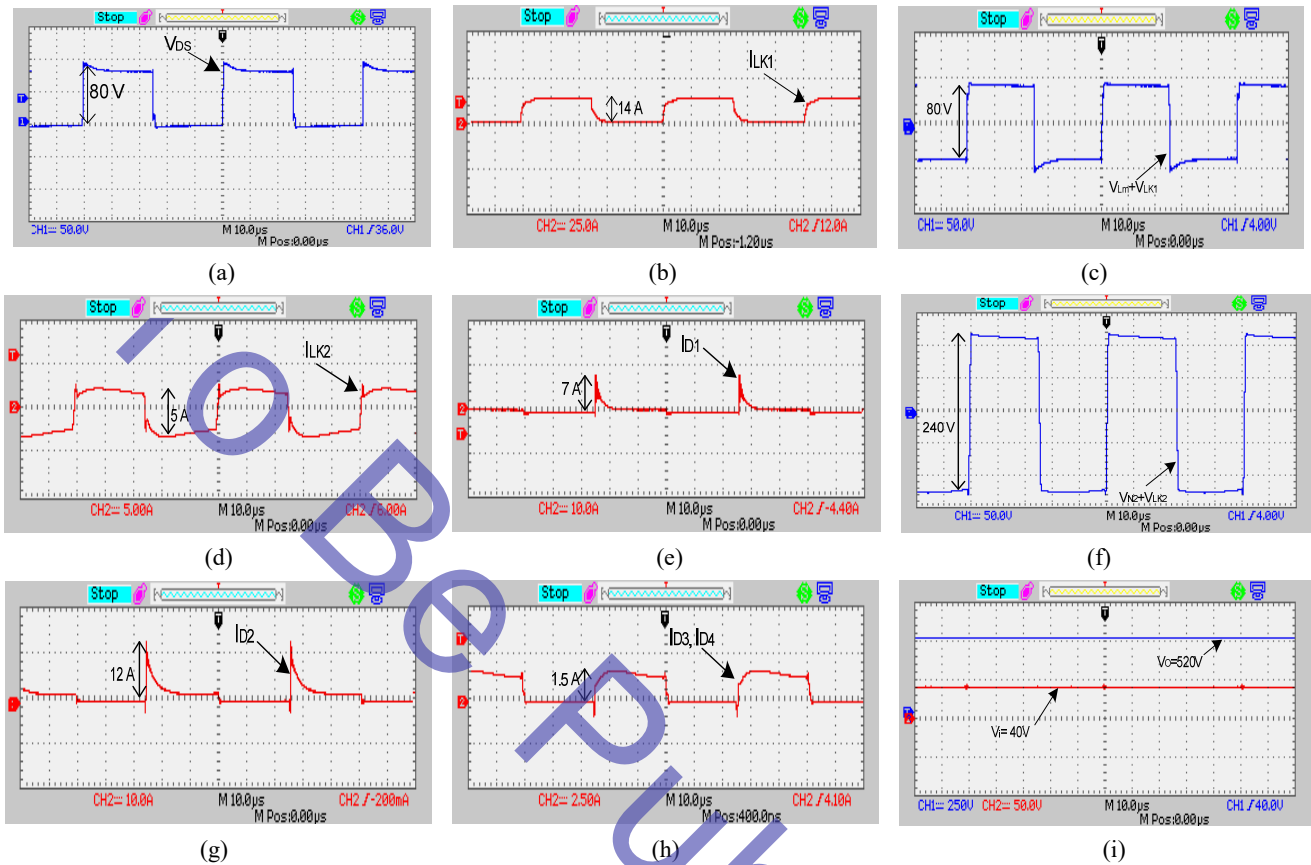 Stop
VDS
80 V
CH1 50.0V M 10.0µs CH1 36.0V
M Pos:0.00µs
(a)
Stop
ILK1
14 A
CH2 25.0A M 10.0µs CH2 12.0A
M Pos:-1.20µs
(b)
Stop
80 V
VLm+VLK1
CH1 50.0V M 10.0µs CH1 4.00V
M Pos:0.00µs
(c)
Stop
ILK2
5 A
CH2 5.00A M 10.0µs CH2 6.00A
M Pos:0.00µs
(d)
Stop
ID1
7 A
CH2 10.0A M 10.0µs CH2 -4.40A
M Pos:0.00µs
(e)
Stop
240 V
VN2+VLK2
CH1 50.0V M 10.0µs CH1 4.00V
M Pos:0.00µs
(f)
Stop
ID2
12 A
CH2 10.0A M 10.0µs CH2 -200mA
M Pos:0.00µs
(g)
Stop
ID3, ID4
1.5 A
CH2 2.50A M 10.0µs CH2 4.10A
M Pos:400.0ns
(h)
Stop
VO=520V
Vi= 40V
CH1 250V CH2 50.0V M 10.0µs CH1 40.0V
M Pos:0.00µs
(i)
To Be Pu